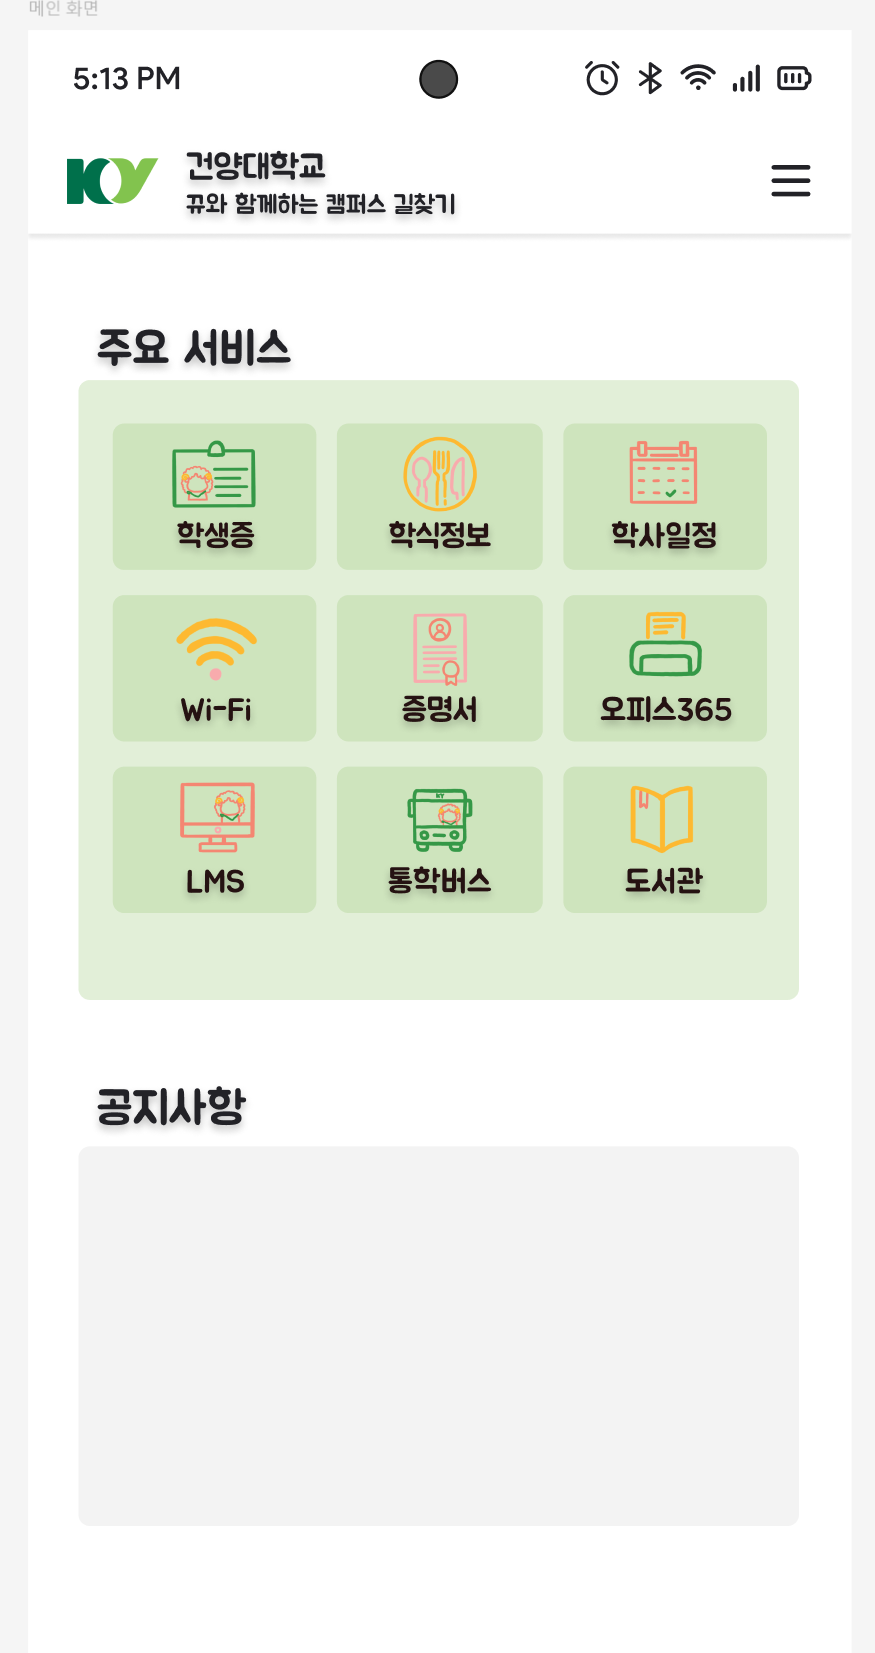 메인 화면
5:13 PM
KY
건양대학교
뀨와 함께하는 캠퍼스 길찾기
주요 서비스
학생증
학식정보
학사일정
Wi-Fi
증명서
오피스365
KY
LMS
통학버스
도서관
공지사항